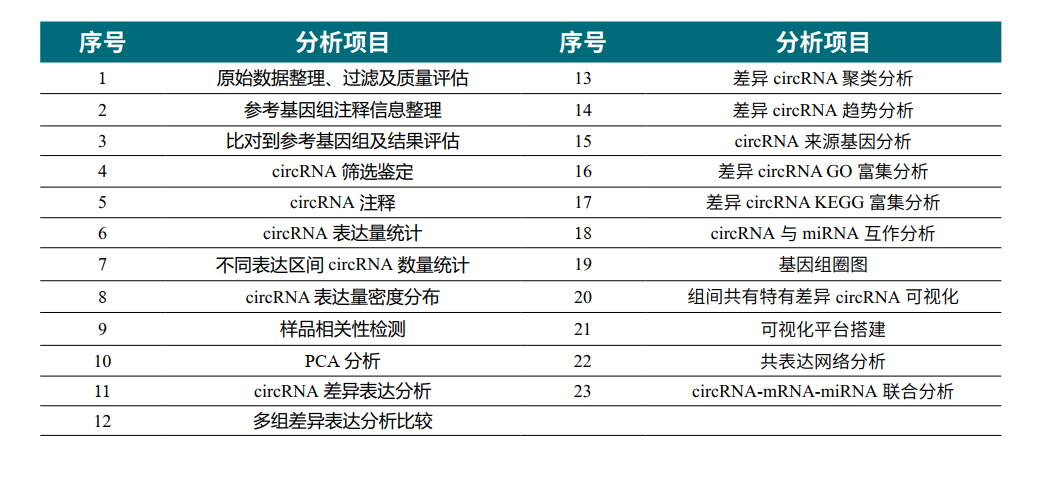 序号 分析项目 序号 分析项目
1 原始数据整理、过滤及质量评估 13 差异 circRNA 聚类分析
2 参考基因组注释信息整理 14 差异 circRNA 趋势分析
3 比对到参考基因组及结果评估 15 circRNA 来源基因分析
4 circRNA 筛选鉴定 16 差异 circRNA GO 富集分析
5 circRNA 注释 17 差异 circRNA KEGG 富集分析
6 circRNA 表达量统计 18 circRNA 与 miRNA 互作分析
7 不同表达区间 circRNA 数量统计 19 基因组圈图
8 circRNA 表达量密度分布 20 组间共有特有差异 circRNA 可视化
9 样品相关性检测 21 可视化平台搭建
10 PCA 分析 22 共表达网络分析
11 circRNA 差异表达分析 23 circRNA-mRNA-miRNA 联合分析
12 多组差异表达分析比较